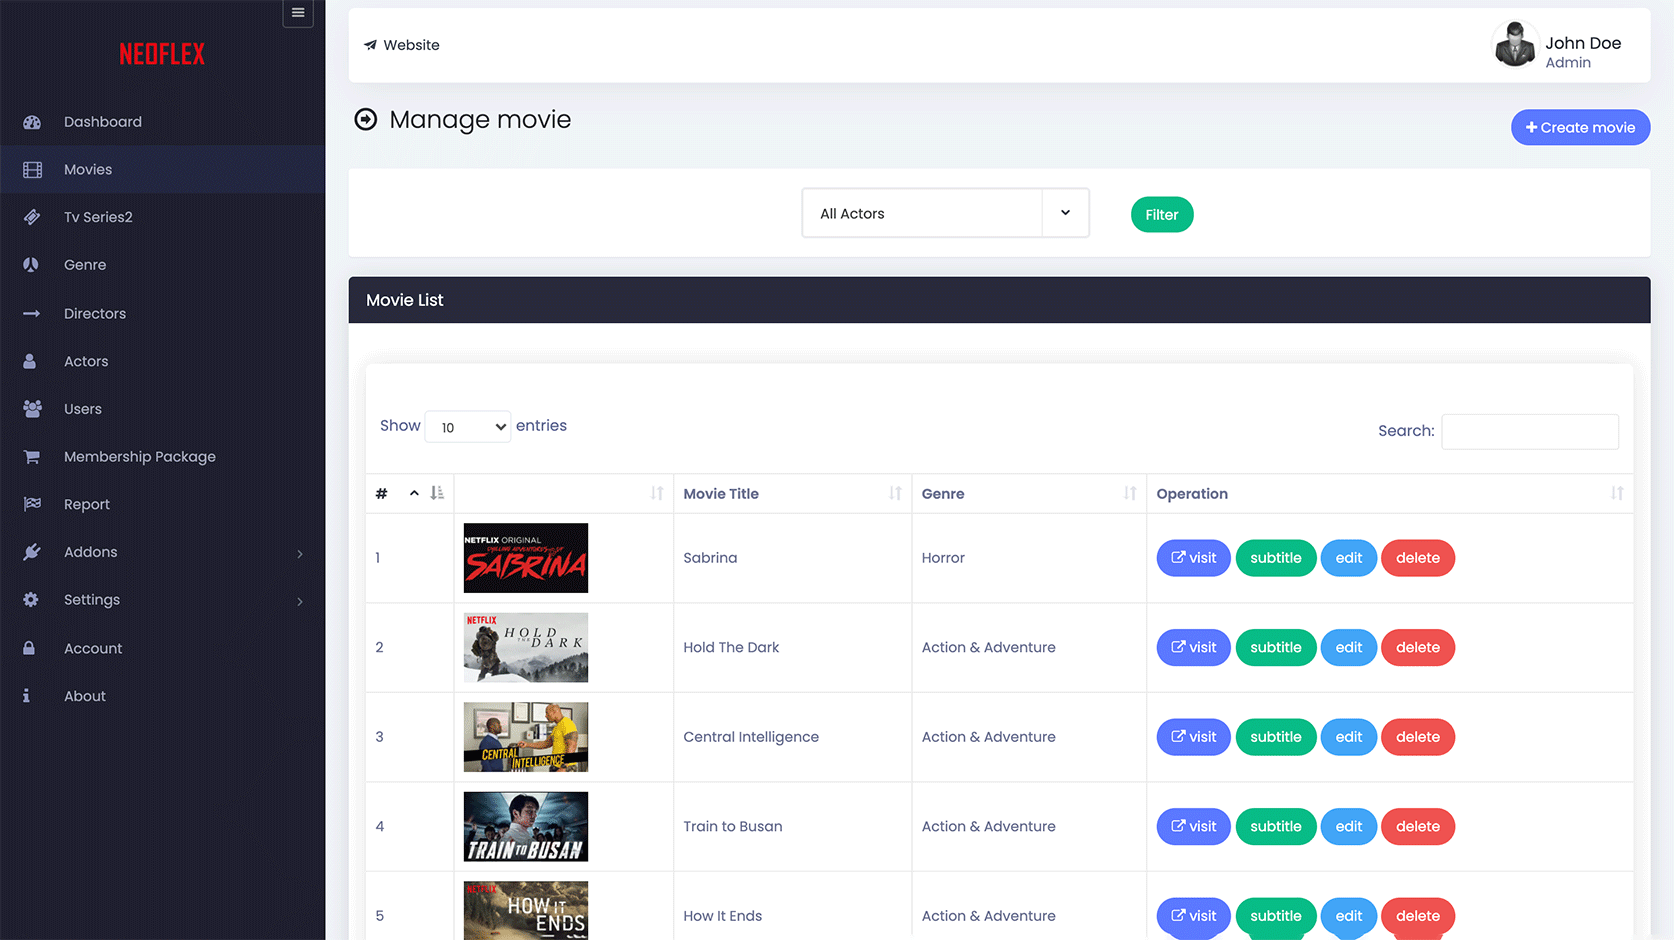 NEOFLEX
Dashboard
Movies
Tv Series2
Genre
Directors
Actors
Users
Membership Package
Report
Addons
Settings
Account
About
Website
John Doe
Admin
Manage movie
+ Create movie
All Actors
Filter
Movie List
Show 10 entries
Search:
# Movie Title Genre Operation
1 NETFLIX ORIGINAL
CHILLING ADVENTURES OF
SABRINA
Sabrina Horror visit subtitle edit delete
2 NETFLIX
HOLD
THE
DARK
Hold The Dark Action & Adventure visit subtitle edit delete
3 CENTRAL
INTELLIGENCE
Central Intelligence Action & Adventure visit subtitle edit delete
4 TRAIN TO BUSAN
Train to Busan Action & Adventure visit subtitle edit delete
5 NETFLIX
HOW IT
ENDS
How It Ends Action & Adventure visit subtitle edit delete